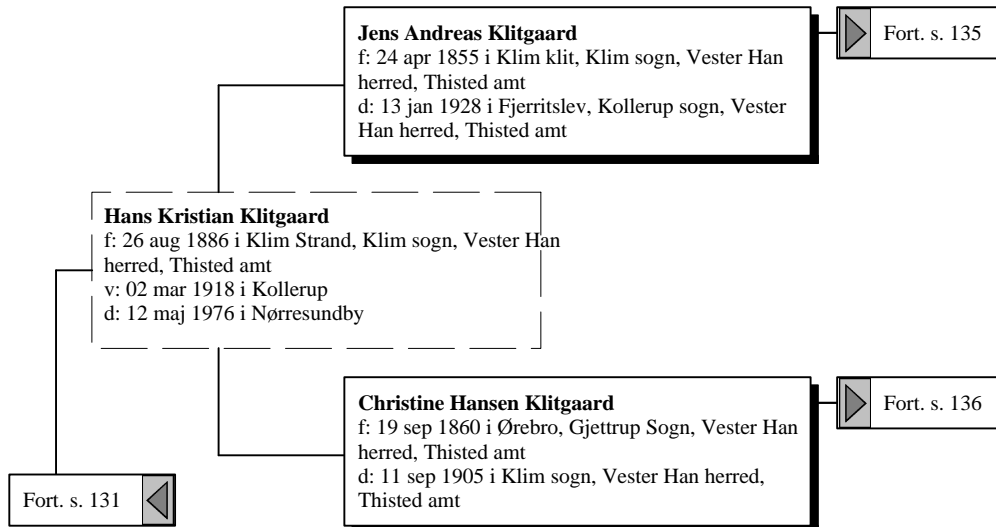 Jens Andreas Klitgaard
f: 24 apr 1855 i Klim klit, Klim sogn, Vester Han
herred, Thisted amt
d: 13 jan 1928 i Fjerritslev, Kollerup sogn, Vester
Han herred, Thisted amt
Fort. s. 135
Hans Kristian Klitgaard
f: 26 aug 1886 i Klim Strand, Klim sogn, Vester Han
herred, Thisted amt
v: 02 mar 1918 i Kollerup
d: 12 maj 1976 i Nørresundby
Christine Hansen Klitgaard
f: 19 sep 1860 i Ørebro, Gjettrup Sogn, Vester Han
herred, Thisted amt
d: 11 sep 1905 i Klim sogn, Vester Han herred,
Thisted amt
Fort. s. 136
Fort. s. 131